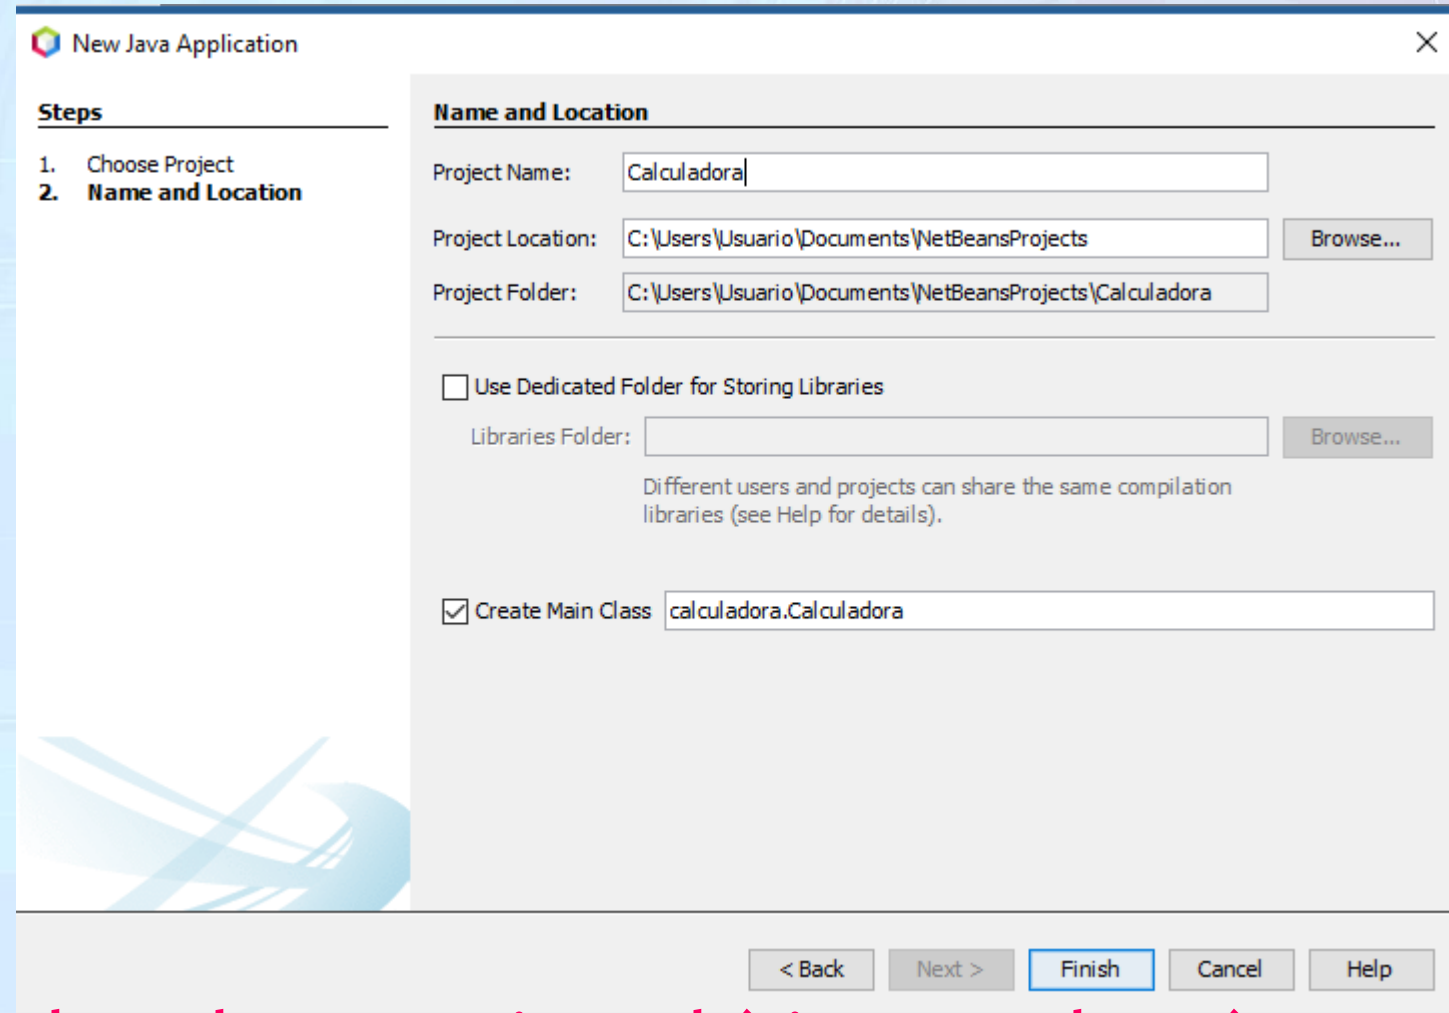 New Java Application
Steps
1. Choose Project
2. Name and Location
Name and Location
Project Name: Calculadora
Project Location: C:\Users\Usuario\Documents\NetBeansProjects Browse...
Project Folder: C:\Users\Usuario\Documents\NetBeansProjects\Calculadora
Use Dedicated Folder for Storing Libraries
Libraries Folder: Browse...
Different users and projects can share the same compilation
libraries (see Help for details).
Create Main Class calculadora.Calculadora
< Back Next > Finish Cancel Help